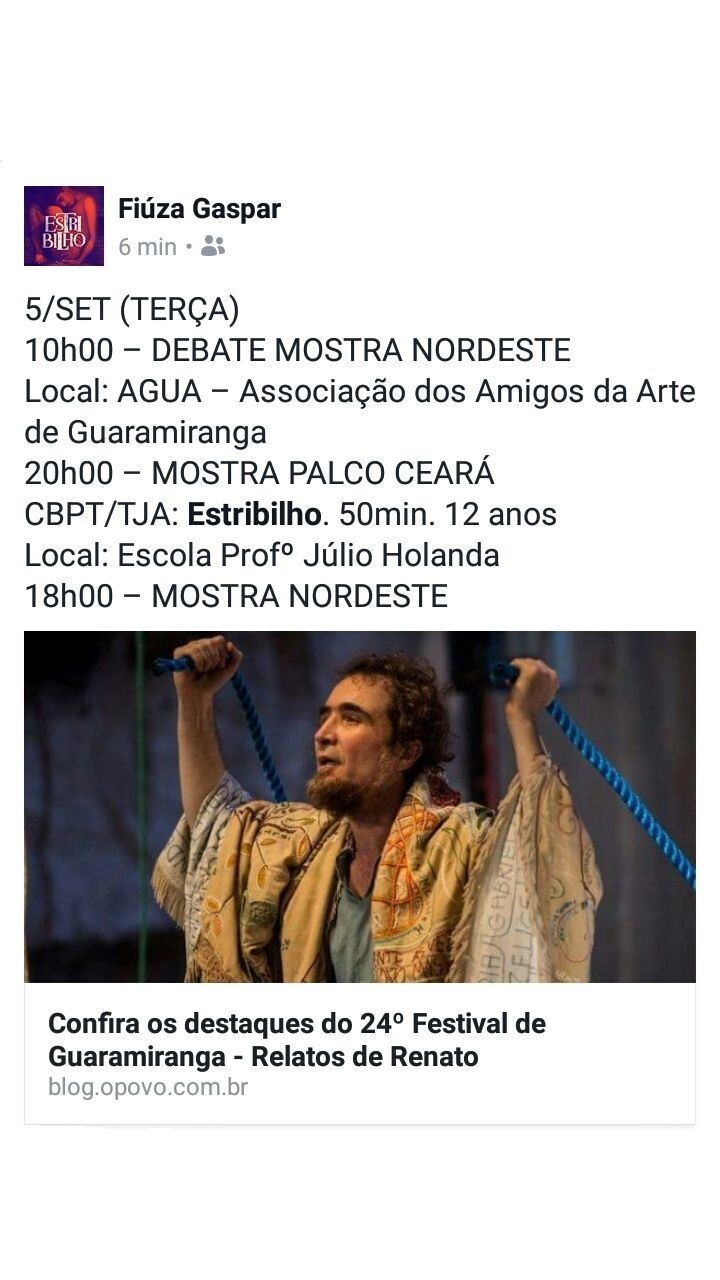 ESTRI
BILHO
Fiúza Gaspar
6 min •
5/SET (TERÇA)
10h00 – DEBATE MOSTRA NORDESTE
Local: AGUA – Associação dos Amigos da Arte
de Guaramiranga
20h00 – MOSTRA PALCO CEARÁ
CBPT/TJA: Estribilho. 50min. 12 anos
Local: Escola Profº Júlio Holanda
18h00 – MOSTRA NORDESTE
Confira os destaques do 24º Festival de
Guaramiranga - Relatos de Renato
blog.opovo.com.br